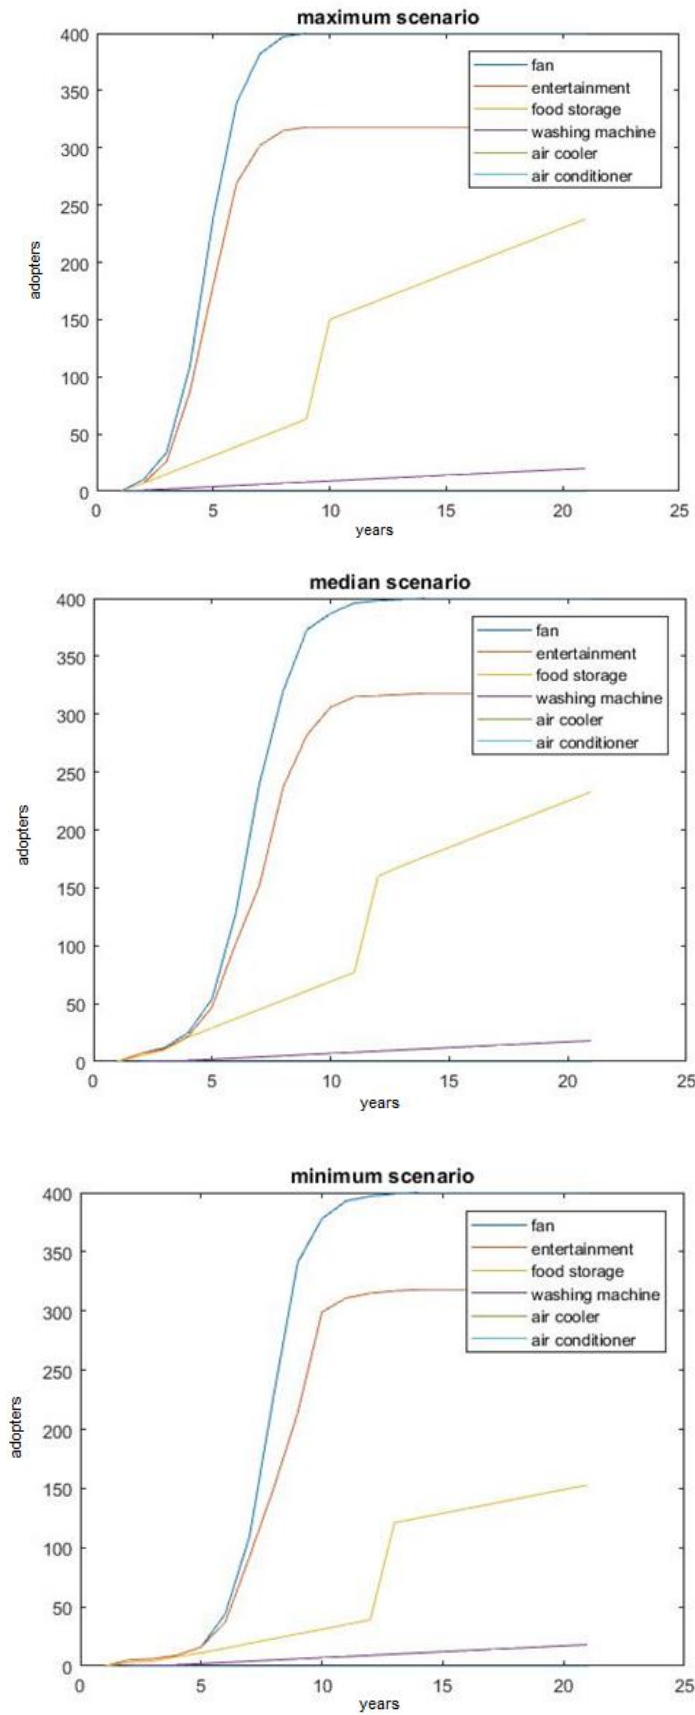 maximum scenario
400
350
300
250
200
150
100
50
0
adopters
fan
entertainment
food storage
washing machine
air cooler
air conditioner
0 5 10 15 20 25
years
median scenario
400
350
300
250
200
150
100
50
0
adopters
fan
entertainment
food storage
washing machine
air cooler
air conditioner
0 5 10 15 20 25
years
minimum scenario
400
350
300
250
200
150
100
50
0
adopters
fan
entertainment
food storage
washing machine
air cooler
air conditioner
0 5 10 15 20 25
years